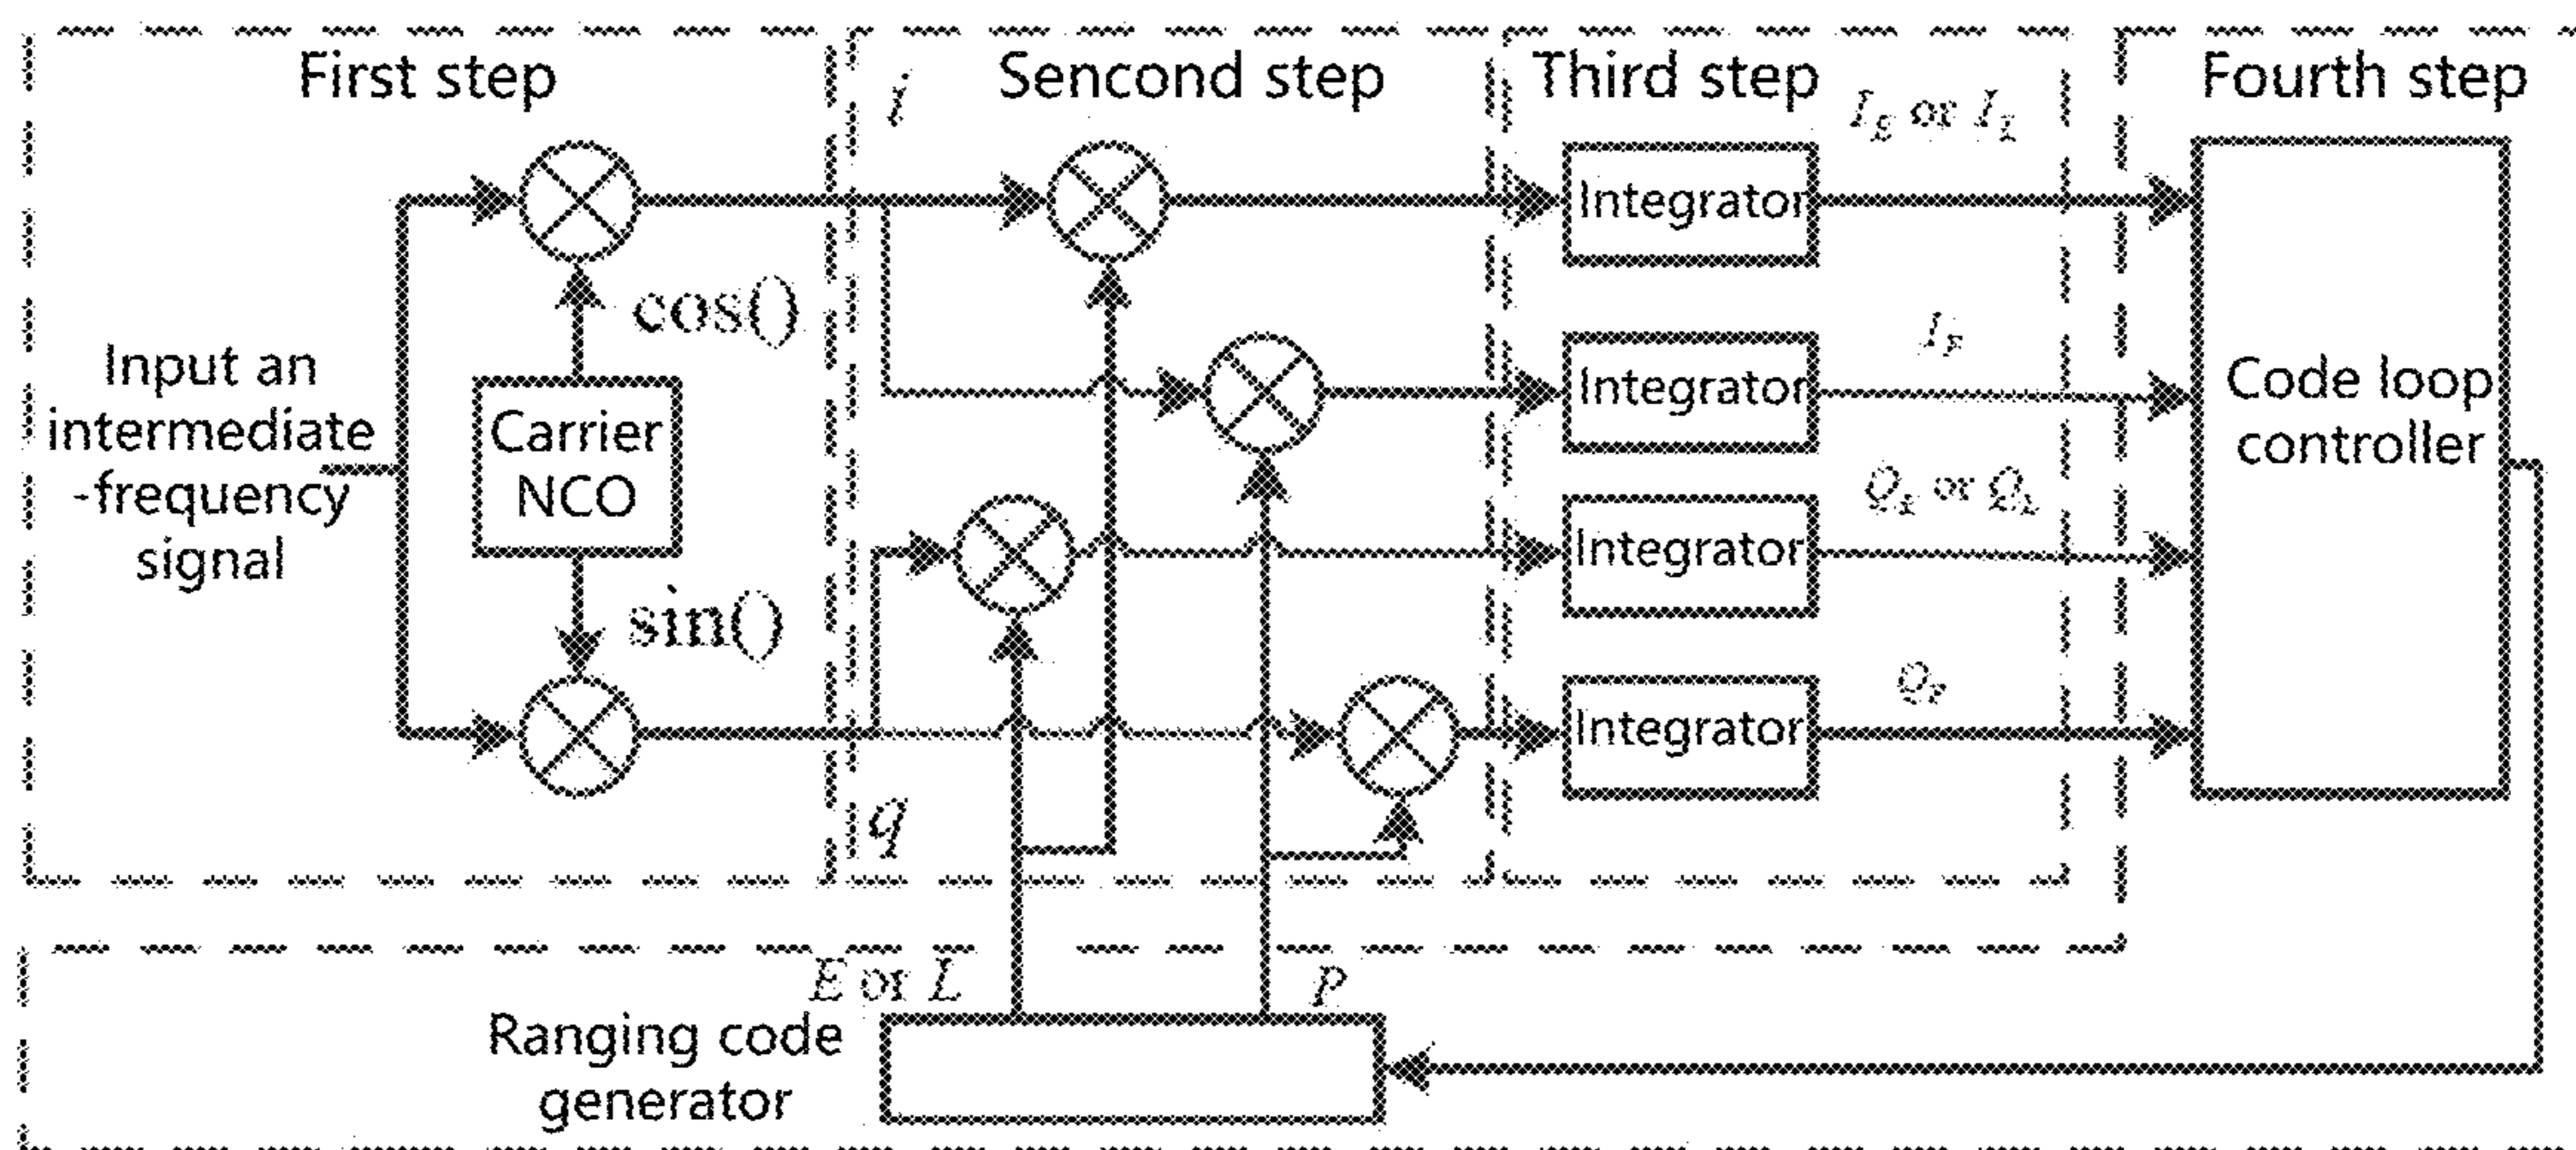 First step
i
Sencond step
Third step
Fourth step
I_E or I_L
Integrator
cos()
I_P
Integrator
Input an
intermediate
-frequency
signal
Carrier
NCO
Code loop
controller
Q_E or Q_L
Integrator
sin()
Q_P
Integrator
q
E or L
P
Ranging code
generator